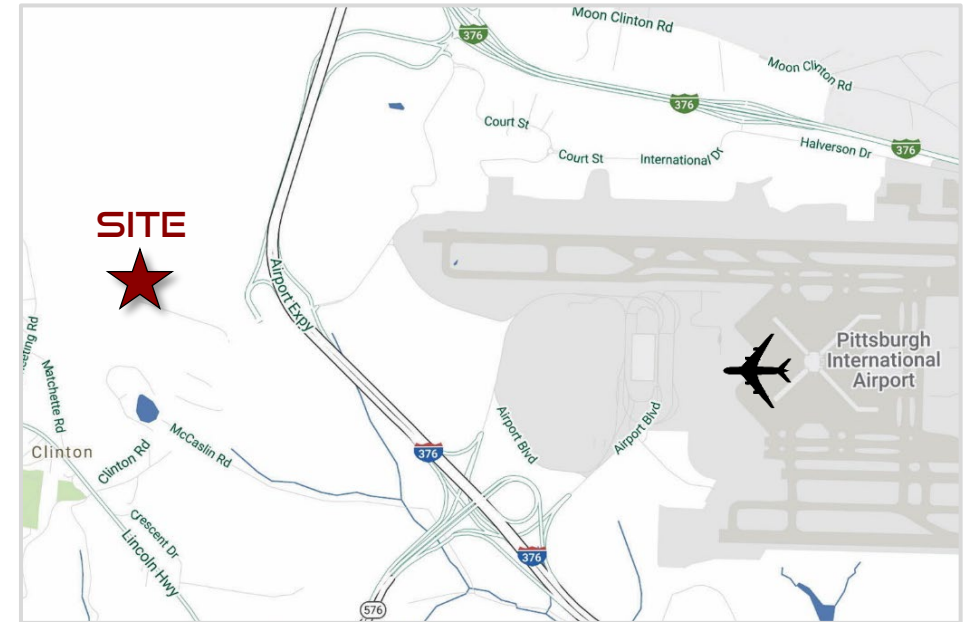 Moon Clinton Rd
376
Moon Clinton Rd
376
Court St
Halverson Dr
376
Court St
International Dr
SITE
Airport Expy
Pittsburgh
International
Airport
Matchette Rd
Airport Blvd
Airport Blvd
McCaslin Rd
Clinton
Clinton Rd
376
Crescent Dr
Lincoln Hwy
376
576